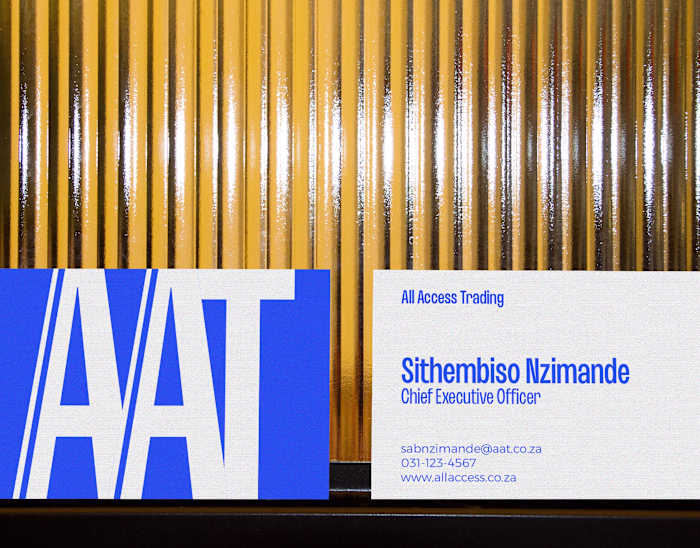 AAT
All Access Trading
Sithembiso Nzimande
Chief Executive Officer
sabnzimande@aat.co.za
031-123-4567
www.allaccess.co.za